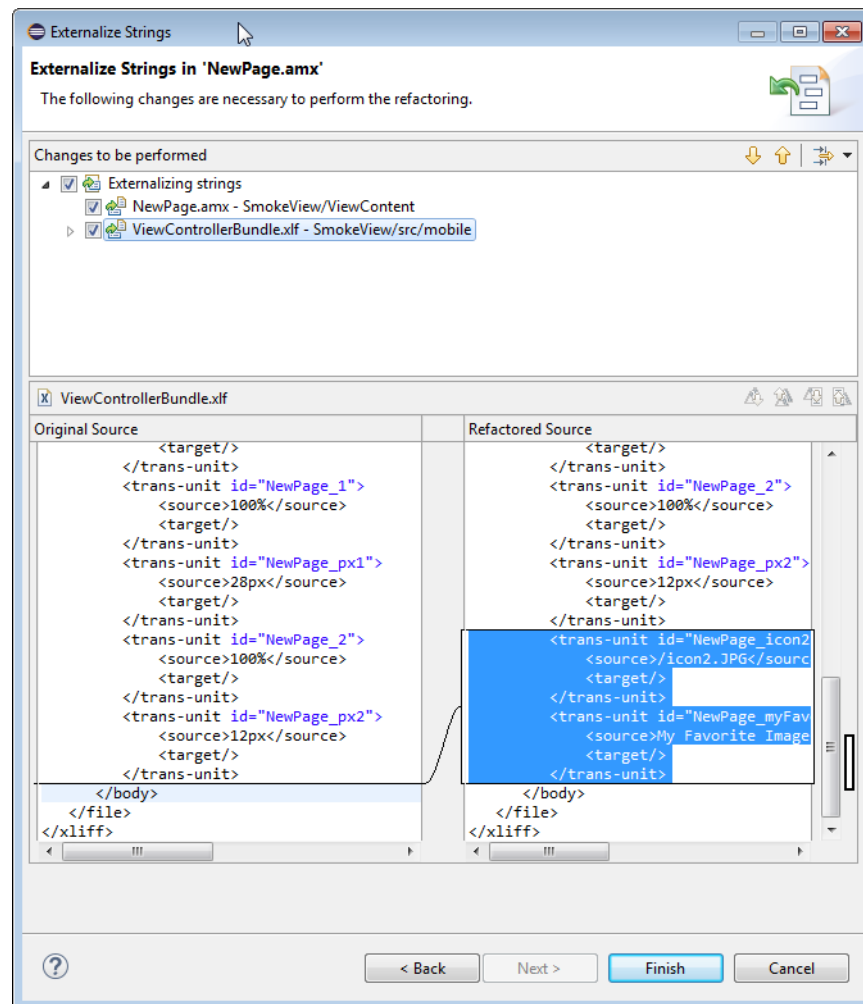 Externalize Strings
Externalize Strings in 'NewPage.amx'
The following changes are necessary to perform the refactoring.
Changes to be performed
Externalizing strings
NewPage.amx - SmokeView/ViewContent
ViewControllerBundle.xlf - SmokeView/src/mobile
ViewControllerBundle.xlf
Original Source
<target/>
</trans-unit>
<trans-unit id="NewPage_1">
<source>100%</source>
<target/>
</trans-unit>
<trans-unit id="NewPage_px1">
<source>28px</source>
<target/>
</trans-unit>
<trans-unit id="NewPage_2">
<source>100%</source>
<target/>
</trans-unit>
<trans-unit id="NewPage_px2">
<source>12px</source>
<target/>
</trans-unit>
</body>
</file>
</xliff>
Refactored Source
<target/>
</trans-unit>
<trans-unit id="NewPage_2">
<source>100%</source>
<target/>
</trans-unit>
<trans-unit id="NewPage_px2">
<source>12px</source>
<target/>
</trans-unit>
<trans-unit id="NewPage_icon2
<source>/icon2.JPG</sourc
<target/>
</trans-unit>
<trans-unit id="NewPage_myFav
<source>My Favorite Image
<target/>
</trans-unit>
</body>
</file>
</xliff>
< Back
Next >
Finish
Cancel